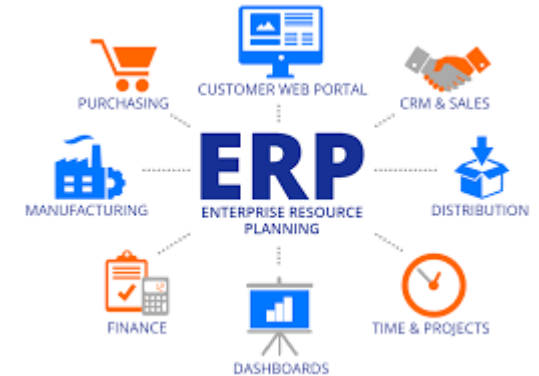 CUSTOMER WEB PORTAL
PURCHASING
CRM & SALES
ERP
ENTERPRISE RESOURCE
PLANNING
MANUFACTURING
DISTRIBUTION
FINANCE
TIME & PROJECTS
DASHBOARDS